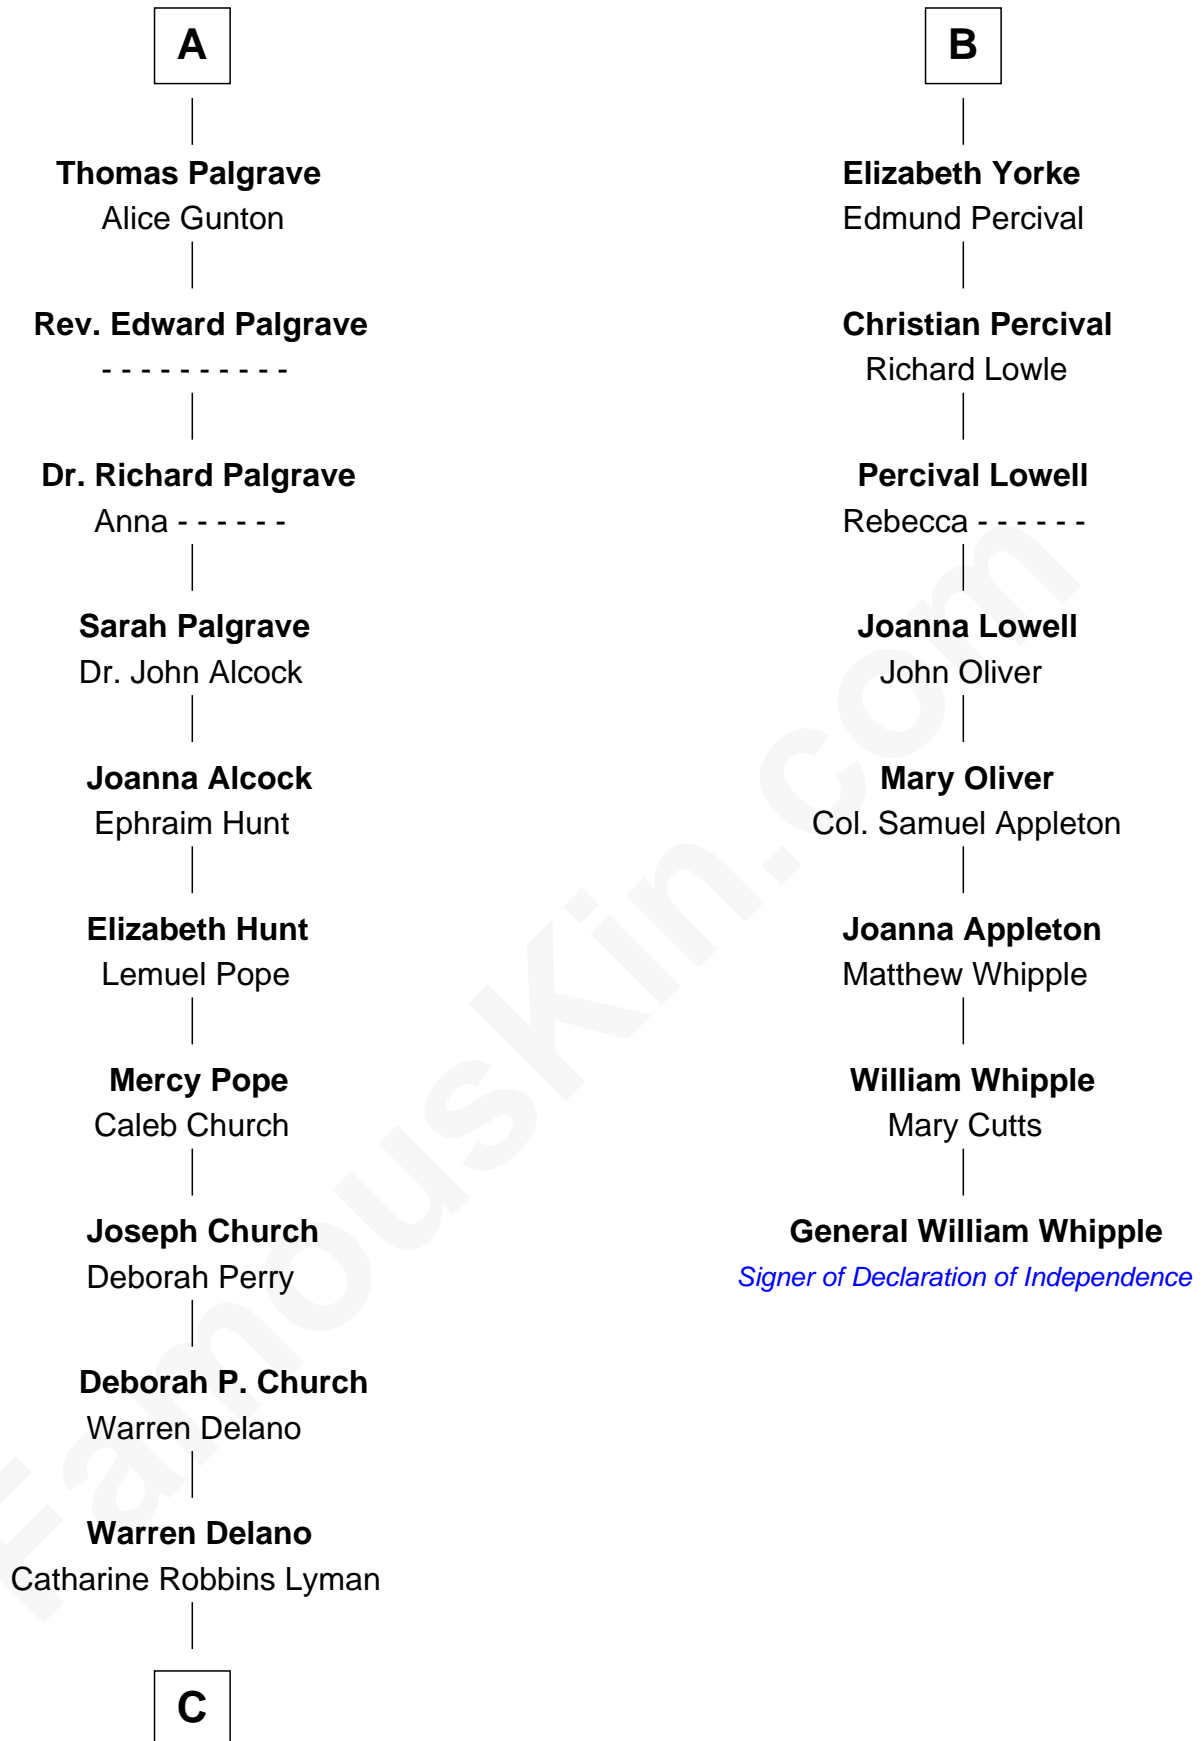 A
Thomas Palgrave
Alice Gunton
Rev. Edward Palgrave
- - - - - - - - - -
Dr. Richard Palgrave
Anna - - - - - -
Sarah Palgrave
Dr. John Alcock
Joanna Alcock
Ephraim Hunt
Elizabeth Hunt
Lemuel Pope
Mercy Pope
Caleb Church
Joseph Church
Deborah Perry
Deborah P. Church
Warren Delano
Warren Delano
Catharine Robbins Lyman
C
B
Elizabeth Yorke
Edmund Percival
Christian Percival
Richard Lowle
Percival Lowell
Rebecca - - - - - -
Joanna Lowell
John Oliver
Mary Oliver
Col. Samuel Appleton
Joanna Appleton
Matthew Whipple
William Whipple
Mary Cutts
General William Whipple
Signer of Declaration of Independence
FamousKin.com